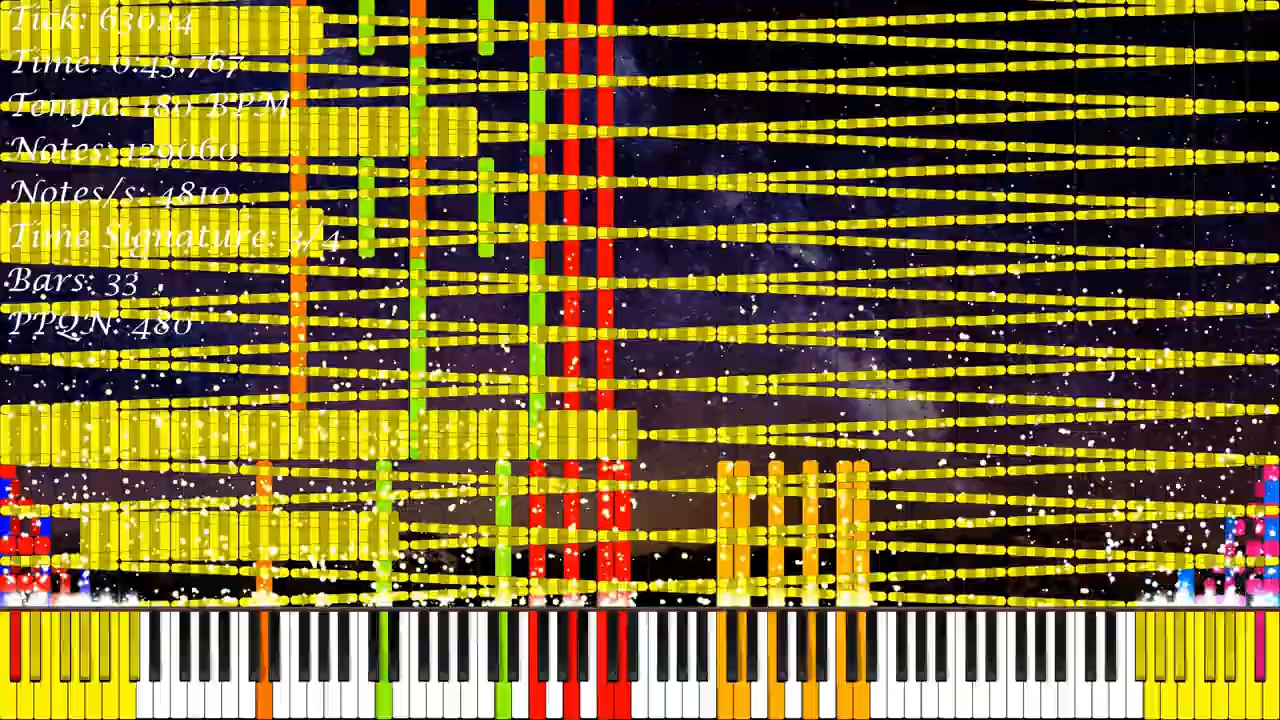 Tick: 63024
Time: 0:43.767
Tempo: 180 BPM
Notes: 129060
Notes/s: 4810
Time Signature: 3/4
Bars: 33
PPQN: 480